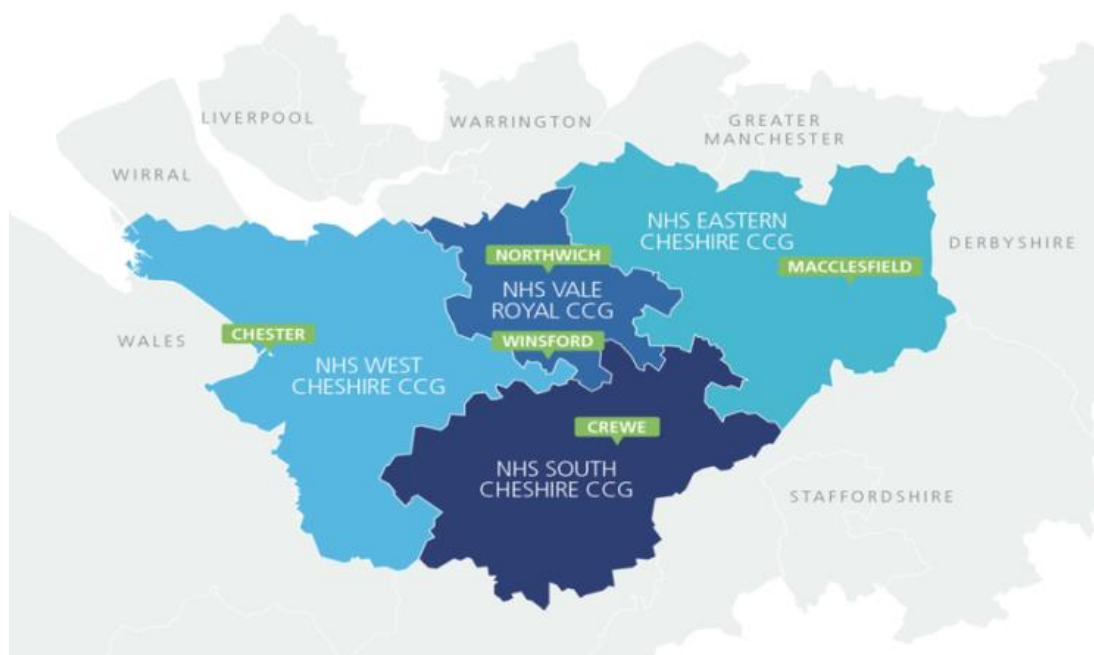 LIVERPOOL
WARRINGTON
GREATER
MANCHESTER
WIRRAL
NHS EASTERN
CHESHIRE CCG
DERBYSHIRE
NORTHWICH
MACCLESFIELD
NHS VALE
ROYAL CCG
WALES
CHESTER
WINSFORD
NHS WEST
CHESHIRE CCG
CREWE
NHS SOUTH
CHESHIRE CCG
STAFFORDSHIRE